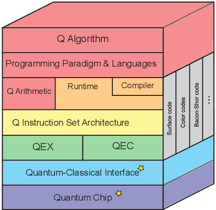 Q Algorithm
Programming Paradigm & Languages
Q Arithmetic Runtime Compiler
Q Instruction Set Architecture
QEX QEC
Quantum-Classical Interface
Quantum Chip
Surface code
Color codes
Bacon-Shor code
...